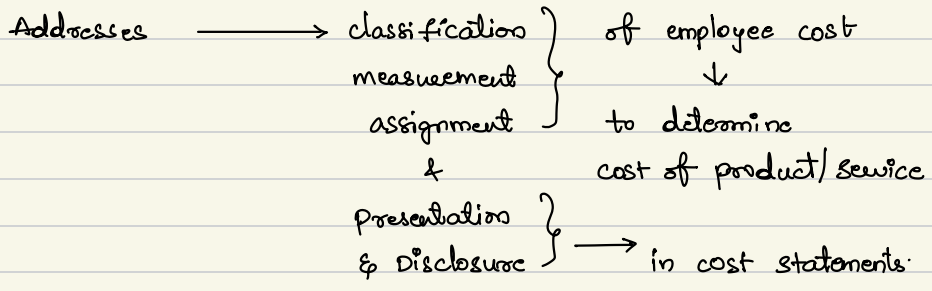 Addresses → classification } of employee cost
measurement ↓
assignment to determine
& cost of product/service
presentation
& Disclosure } → in cost statements.